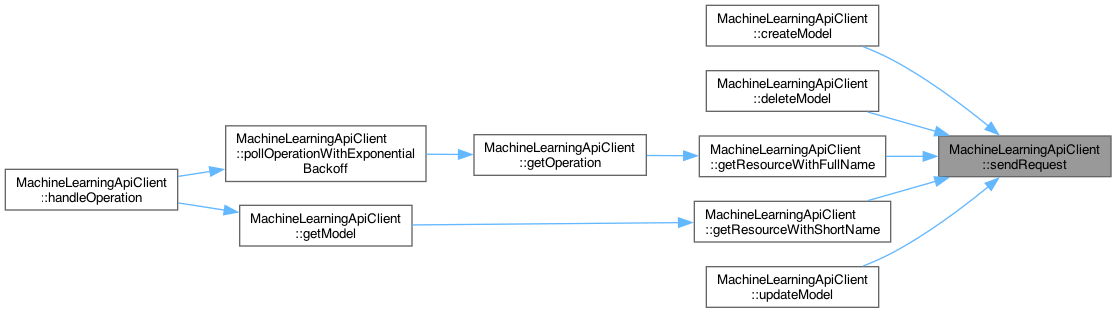 MachineLearningApiClient
::createModel
MachineLearningApiClient
::deleteModel
MachineLearningApiClient
::pollOperationWithExponential
Backoff
MachineLearningApiClient
::getOperation
MachineLearningApiClient
::getResourceWithFullName
MachineLearningApiClient
::sendRequest
MachineLearningApiClient
::handleOperation
MachineLearningApiClient
::getModel
MachineLearningApiClient
::getResourceWithShortName
MachineLearningApiClient
::updateModel